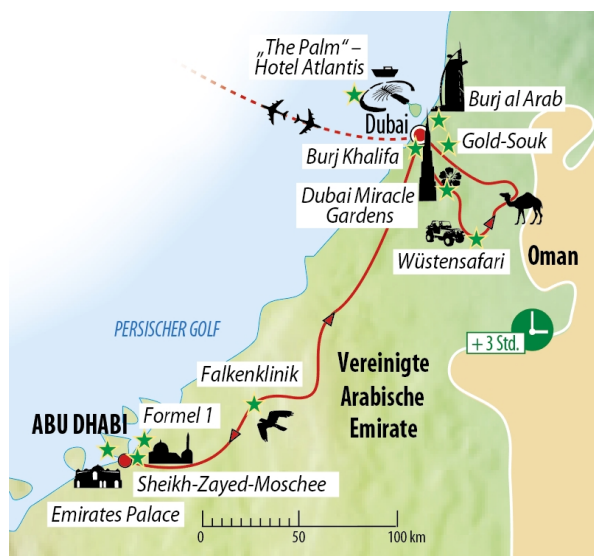 „The Palm“ –
Hotel Atlantis
Burj al Arab
Dubai
Gold-Souk
Burj Khalifa
Dubai Miracle
Gardens
Wüstensafari
Oman
PERSISCHER GOLF
+ 3 Std.
Vereinigte
Arabische
Emirate
Falkenklinik
ABU DHABI
Formel 1
Sheikh-Zayed-Moschee
Emirates Palace
0 50 100 km